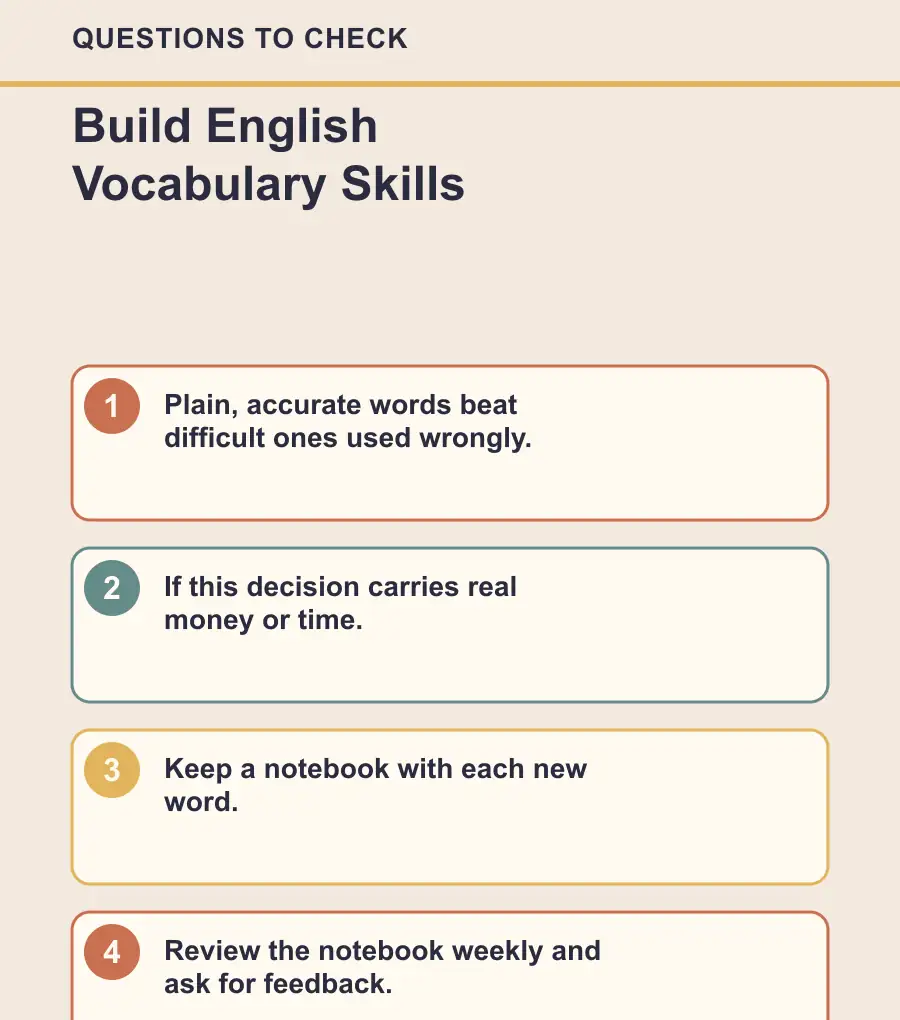 QUESTIONS TO CHECK
Build English
Vocabulary Skills
1
Plain, accurate words beat
difficult ones used wrongly.
2
If this decision carries real
money or time.
3
Keep a notebook with each new
word.
4
Review the notebook weekly and
ask for feedback.